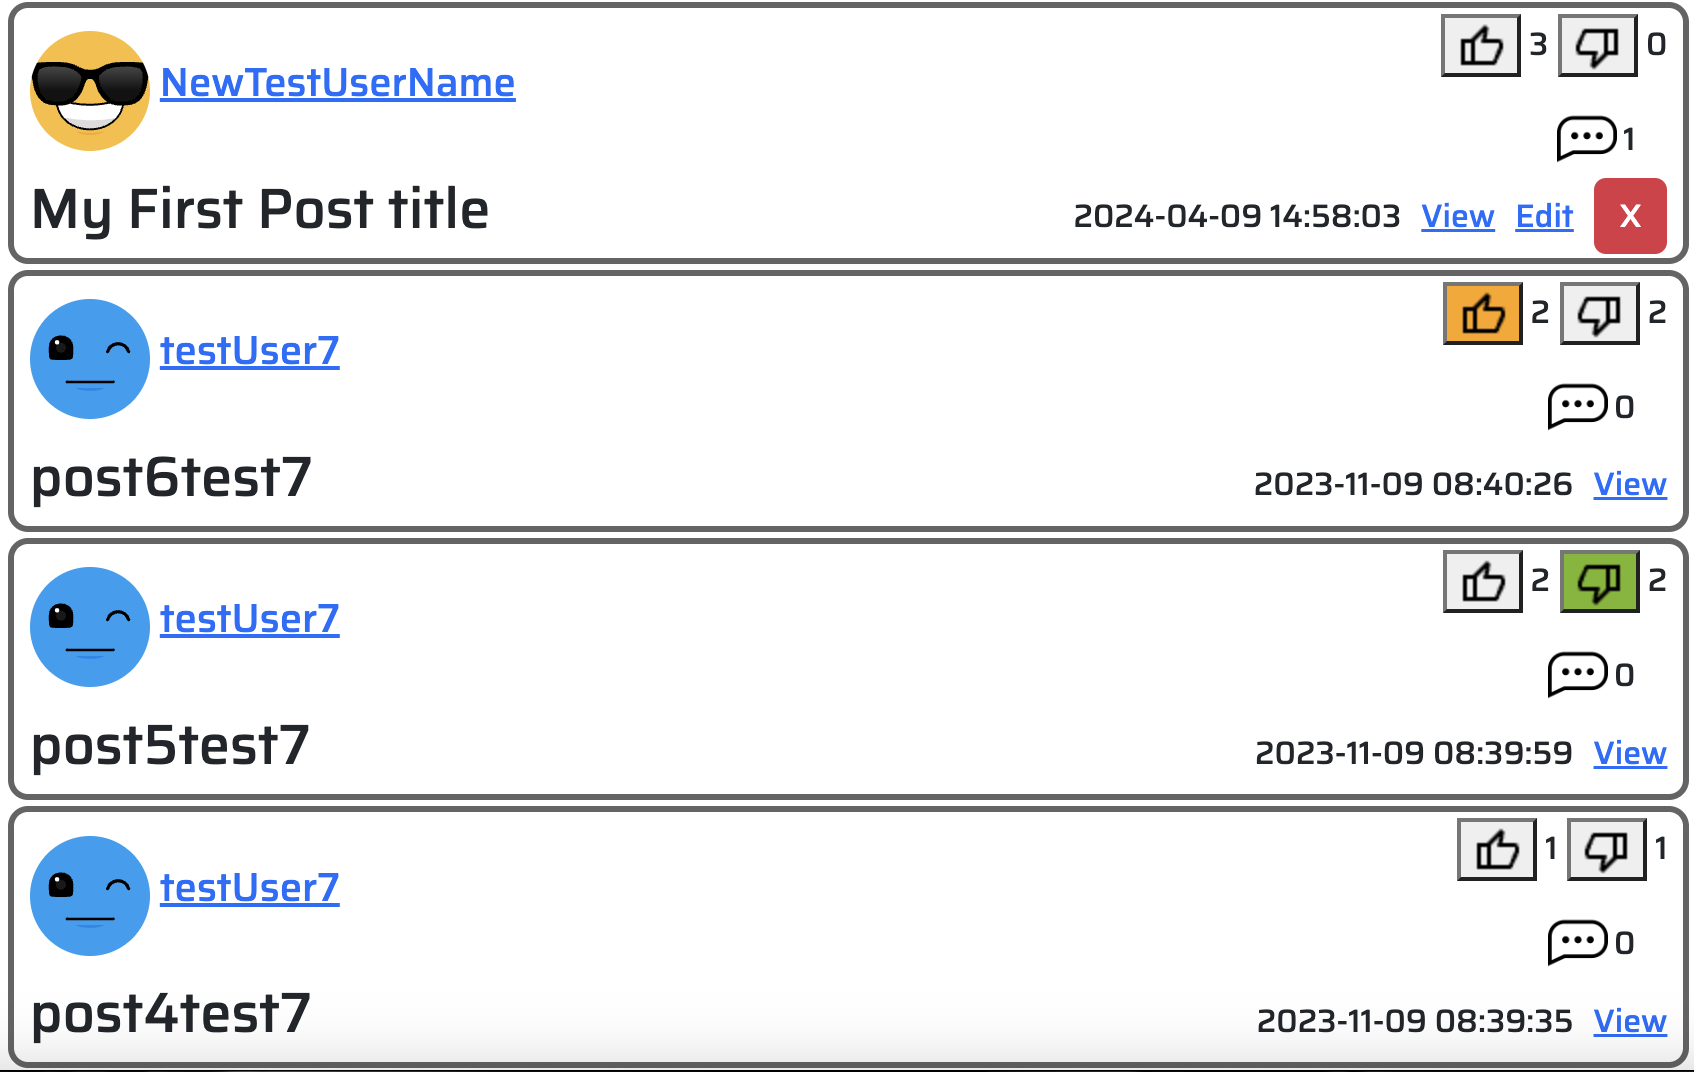 NewTestUserName
3 0
1
My First Post title
2024-04-09 14:58:03 View Edit X
testUser7
2 2
0
post6test7
2023-11-09 08:40:26 View
testUser7
2 2
0
post5test7
2023-11-09 08:39:59 View
testUser7
1 1
0
post4test7
2023-11-09 08:39:35 View